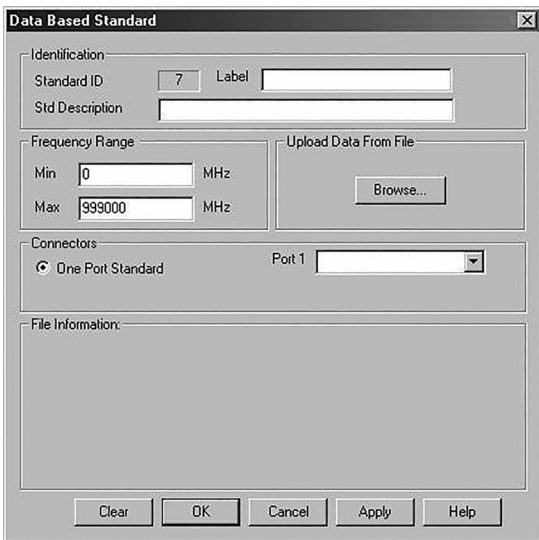 Data Based Standard
Identification
Standard ID 7 Label
Std Description
Frequency Range
Min 0 MHz
Max 999000 MHz
Upload Data From File
Browse...
Connectors
One Port Standard
Port 1
File Information:
Clear OK Cancel Apply Help